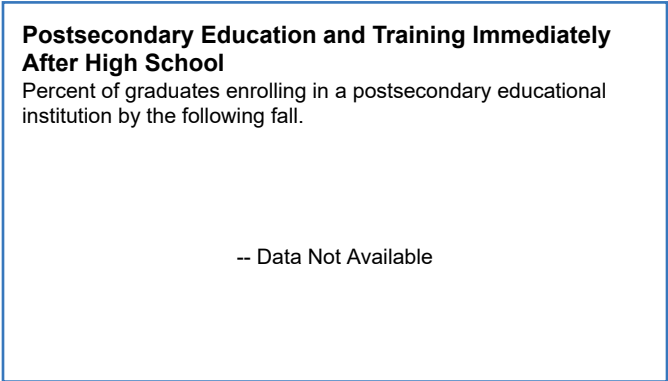 Postsecondary Education and Training Immediately
After High School
Percent of graduates enrolling in a postsecondary educational
institution by the following fall.
-- Data Not Available